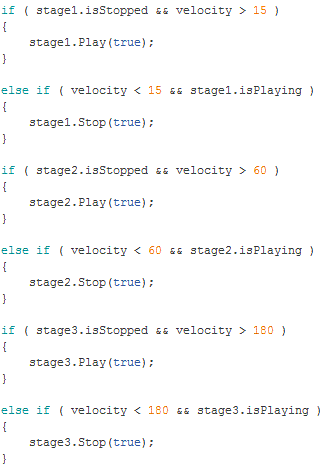 if ( stage1.isStopped && velocity > 15 )
{
stage1.Play(true);
}
else if ( velocity < 15 && stage1.isPlaying )
{
stage1.Stop(true);
}
if ( stage2.isStopped && velocity > 60 )
{
stage2.Play(true);
}
else if ( velocity < 60 && stage2.isPlaying )
{
stage2.Stop(true);
}
if ( stage3.isStopped && velocity > 180 )
{
stage3.Play(true);
}
else if ( velocity < 180 && stage3.isPlaying )
{
stage3.Stop(true);
}